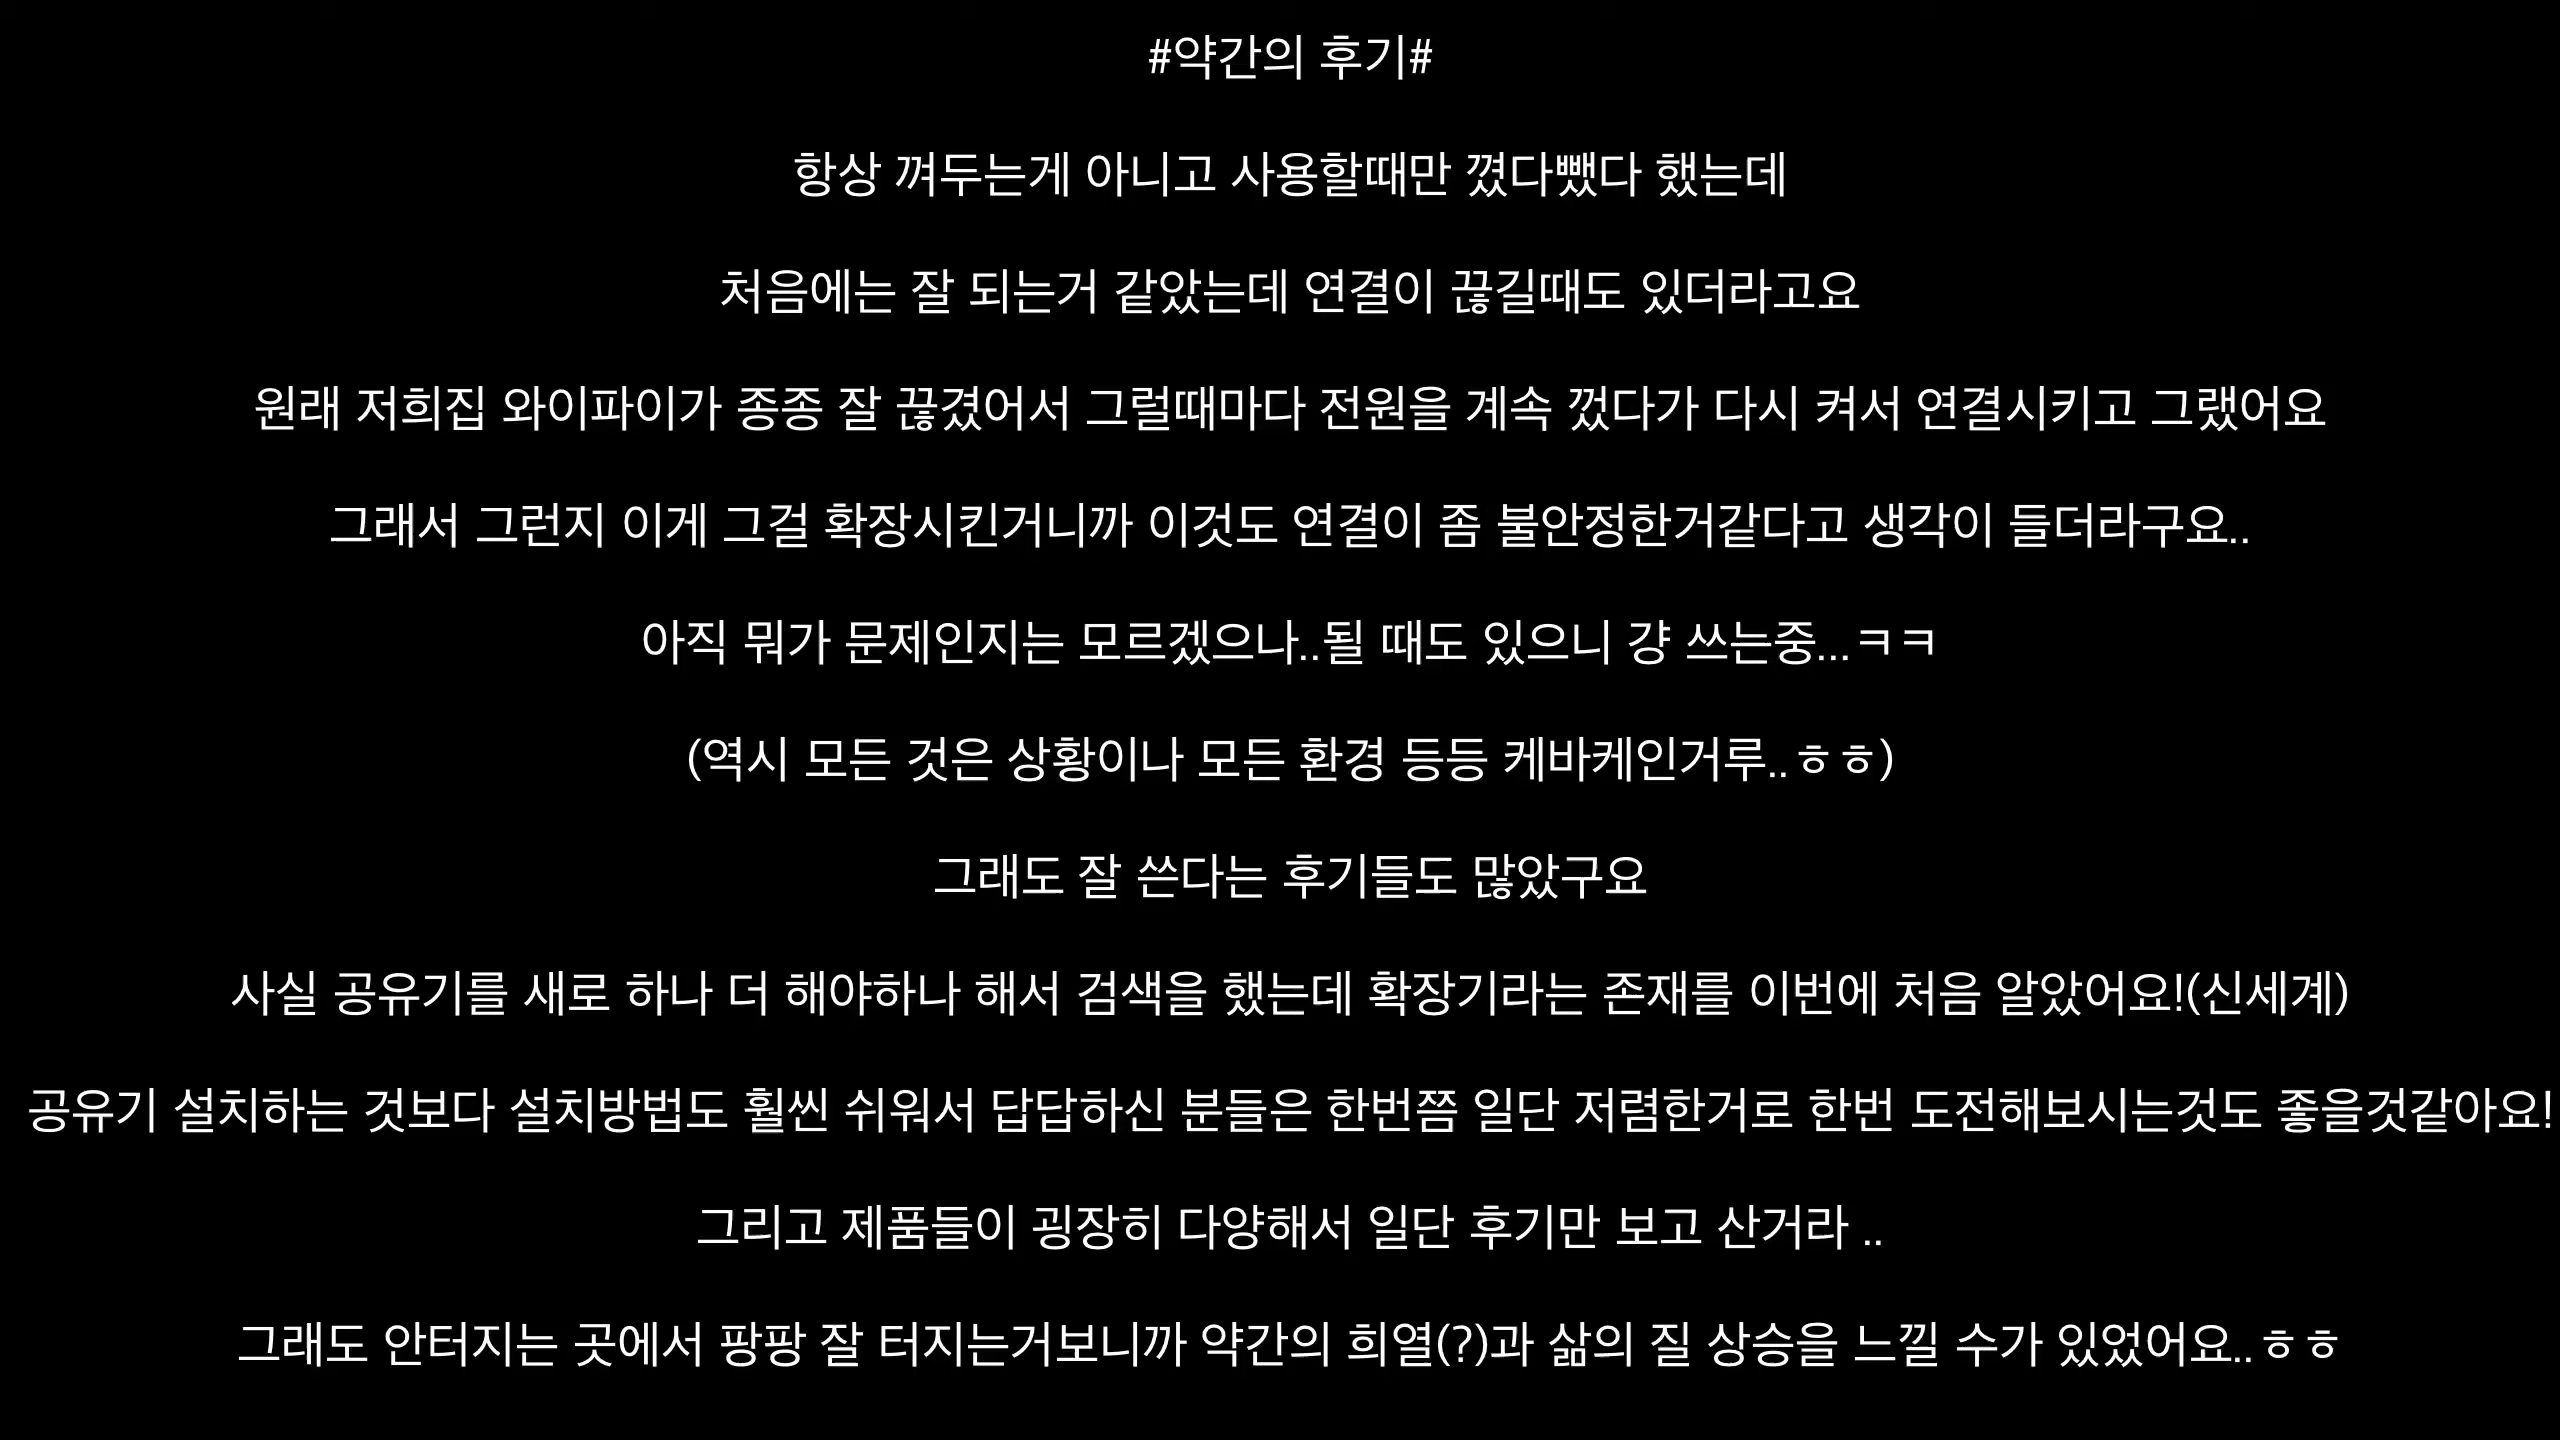 #약간의 후기#
항상 껴두는게 아니고 사용할때만 꼈다뺐다 했는데
처음에는 잘 되는거 같았는데 연결이 끊길때도 있더라고요
원래 저희집 와이파이가 종종 잘 끊겼어서 그럴때마다 전원을 계속 껐다가 다시 켜서 연결시키고 그랬어요
그래서 그런지 이게 그걸 확장시킨거니까 이것도 연결이 좀 불안정한거같다고 생각이 들더라구요..
아직 뭐가 문제인지는 모르겠으나..될 때도 있으니 걍 쓰는중...ㅋㅋ
(역시 모든 것은 상황이나 모든 환경 등등 케바케인거루..ㅎㅎ)
그래도 잘 쓴다는 후기들도 많았구요
사실 공유기를 새로 하나 더 해야하나 해서 검색을 했는데 확장기라는 존재를 이번에 처음 알았어요!(신세계)
공유기 설치하는 것보다 설치방법도 훨씬 쉬워서 답답하신 분들은 한번쯤 일단 저렴한거로 한번 도전해보시는것도 좋을것같아요!
그리고 제품들이 굉장히 다양해서 일단 후기만 보고 산거라 ..
그래도 안터지는 곳에서 팡팡 잘 터지는거보니까 약간의 희열(?)과 삶의 질 상승을 느낄 수가 있었어요..ㅎㅎ